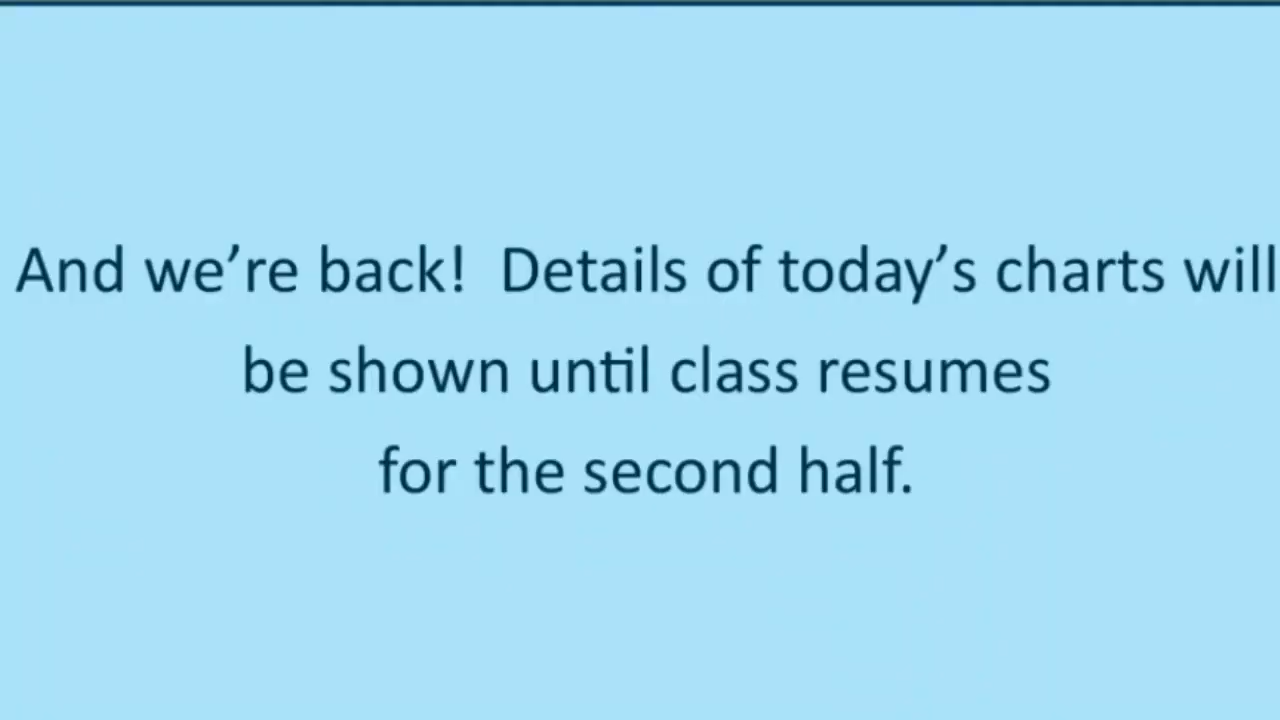 And we’re back!  Details of today’s charts will
be shown until class resumes
for the second half.